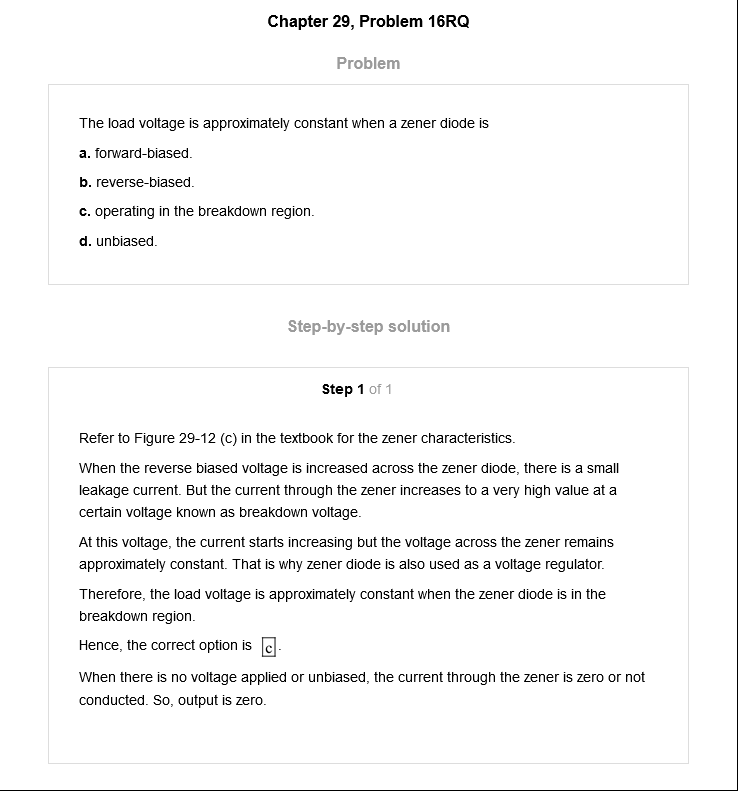 Chapter 29, Problem 16RQ
Problem
The load voltage is approximately constant when a zener diode is
a. forward-biased.
b. reverse-biased.
c. operating in the breakdown region.
d. unbiased.
Step-by-step solution
Step 1 of 1
Refer to Figure 29-12 (c) in the textbook for the zener characteristics.
When the reverse biased voltage is increased across the zener diode, there is a small
leakage current. But the current through the zener increases to a very high value at a
certain voltage known as breakdown voltage.
At this voltage, the current starts increasing but the voltage across the zener remains
approximately constant. That is why zener diode is also used as a voltage regulator.
Therefore, the load voltage is approximately constant when the zener diode is in the
breakdown region.
Hence, the correct option is c.
When there is no voltage applied or unbiased, the current through the zener is zero or not
conducted. So, output is zero.